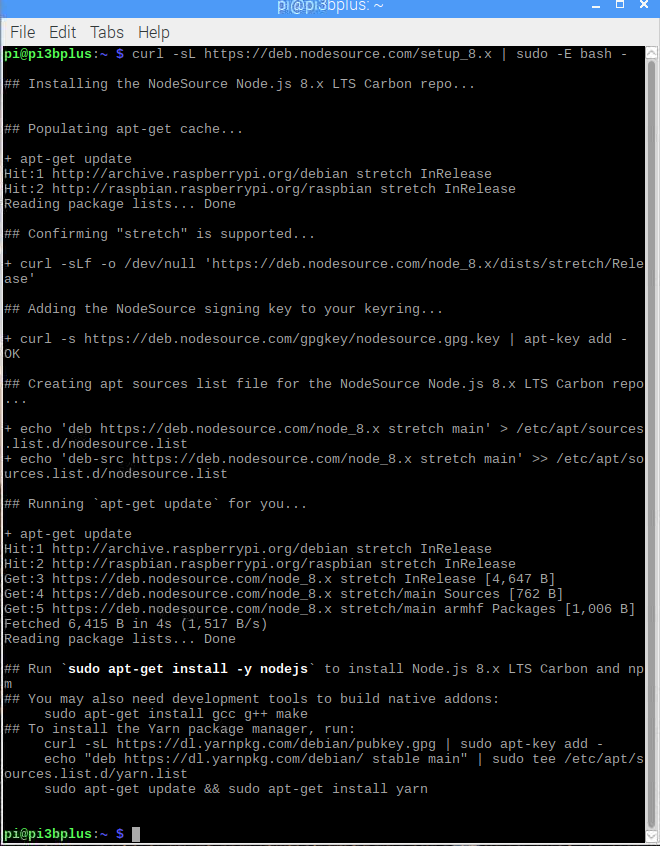 pi@pi3bplus: ~
File Edit Tabs Help
pi@pi3bplus:~ $ curl -sL https://deb.nodesource.com/setup_8.x | sudo -E bash -
## Installing the NodeSource Node.js 8.x LTS Carbon repo...
## Populating apt-get cache...
+ apt-get update
Hit:1 http://archive.raspberrypi.org/debian stretch InRelease
Hit:2 http://raspbian.raspberrypi.org/raspbian stretch InRelease
Reading package lists... Done
## Confirming "stretch" is supported...
+ curl -sLf -o /dev/null 'https://deb.nodesource.com/node_8.x/dists/stretch/Rele
ase'
## Adding the NodeSource signing key to your keyring...
+ curl -s https://deb.nodesource.com/gpgkey/nodesource.gpg.key | apt-key add -
OK
## Creating apt sources list file for the NodeSource Node.js 8.x LTS Carbon repo
...
+ echo 'deb https://deb.nodesource.com/node_8.x stretch main' > /etc/apt/sources
.list.d/nodesource.list
+ echo 'deb-src https://deb.nodesource.com/node_8.x stretch main' >> /etc/apt/so
urces.list.d/nodesource.list
## Running `apt-get update` for you...
+ apt-get update
Hit:1 http://archive.raspberrypi.org/debian stretch InRelease
Hit:2 http://raspbian.raspberrypi.org/raspbian stretch InRelease
Get:3 https://deb.nodesource.com/node_8.x stretch InRelease [4,647 B]
Get:4 https://deb.nodesource.com/node_8.x stretch/main Sources [762 B]
Get:5 https://deb.nodesource.com/node_8.x stretch/main armhf Packages [1,006 B]
Fetched 6,415 B in 4s (1,517 B/s)
Reading package lists... Done
## Run `sudo apt-get install -y nodejs` to install Node.js 8.x LTS Carbon and np
m
## You may also need development tools to build native addons:
     sudo apt-get install gcc g++ make
## To install the Yarn package manager, run:
     curl -sL https://dl.yarnpkg.com/debian/pubkey.gpg | sudo apt-key add -
     echo "deb https://dl.yarnpkg.com/debian/ stable main" | sudo tee /etc/apt/s
ources.list.d/yarn.list
     sudo apt-get update && sudo apt-get install yarn
pi@pi3bplus:~ $